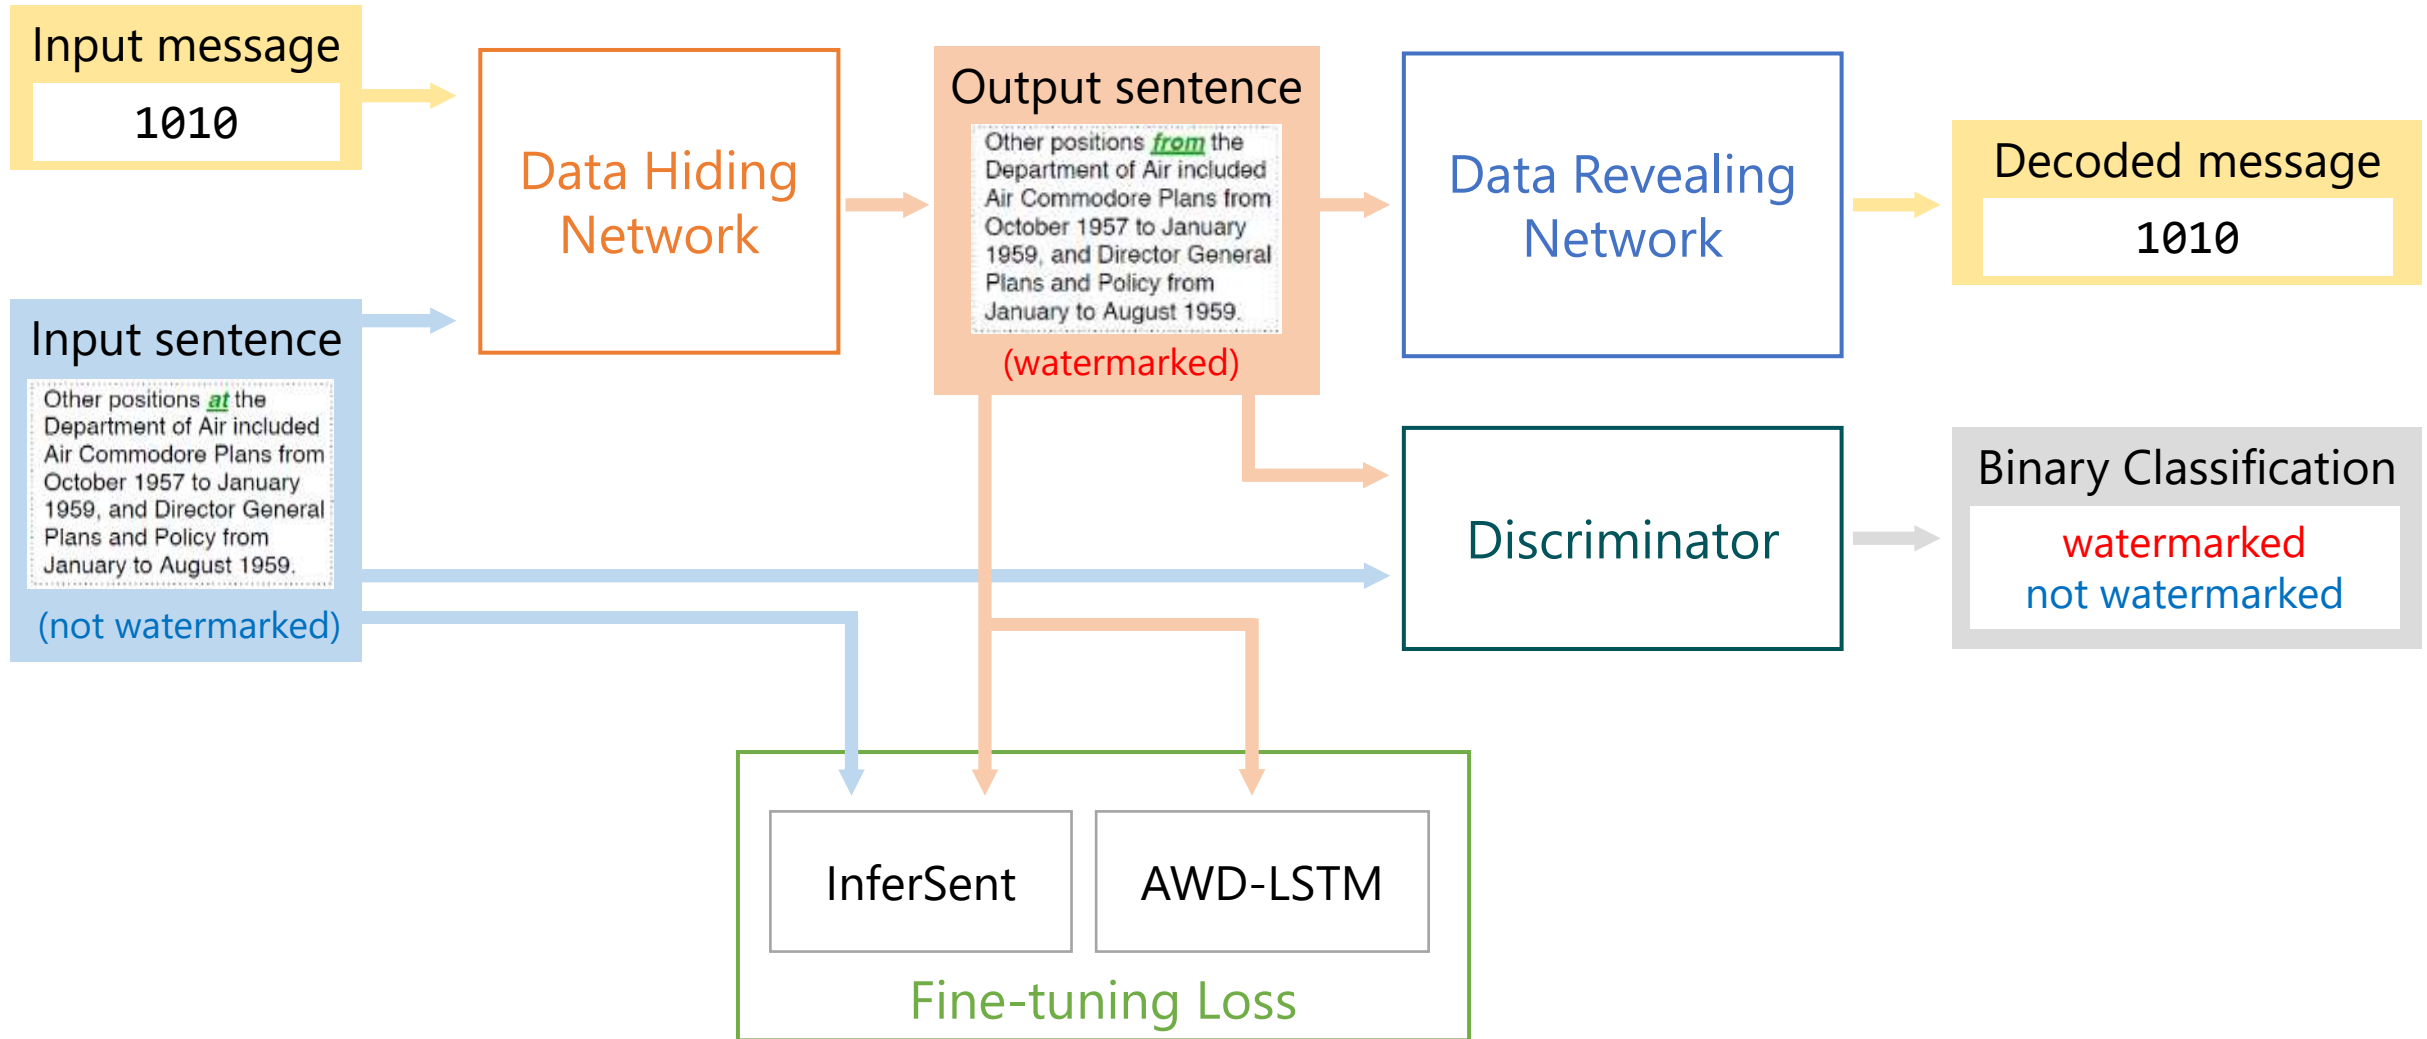 Input message
1010
Input sentence
Other positions at the
Department of Air included
Air Commodore Plans from
October 1957 to January
1959, and Director General
Plans and Policy from
January to August 1959.
(not watermarked)
Data Hiding
Network
Output sentence
Other positions from the
Department of Air included
Air Commodore Plans from
October 1957 to January
1959, and Director General
Plans and Policy from
January to August 1959.
(watermarked)
Data Revealing
Network
Decoded message
1010
Discriminator
Binary Classification
watermarked
not watermarked
InferSent
AWD-LSTM
Fine-tuning Loss